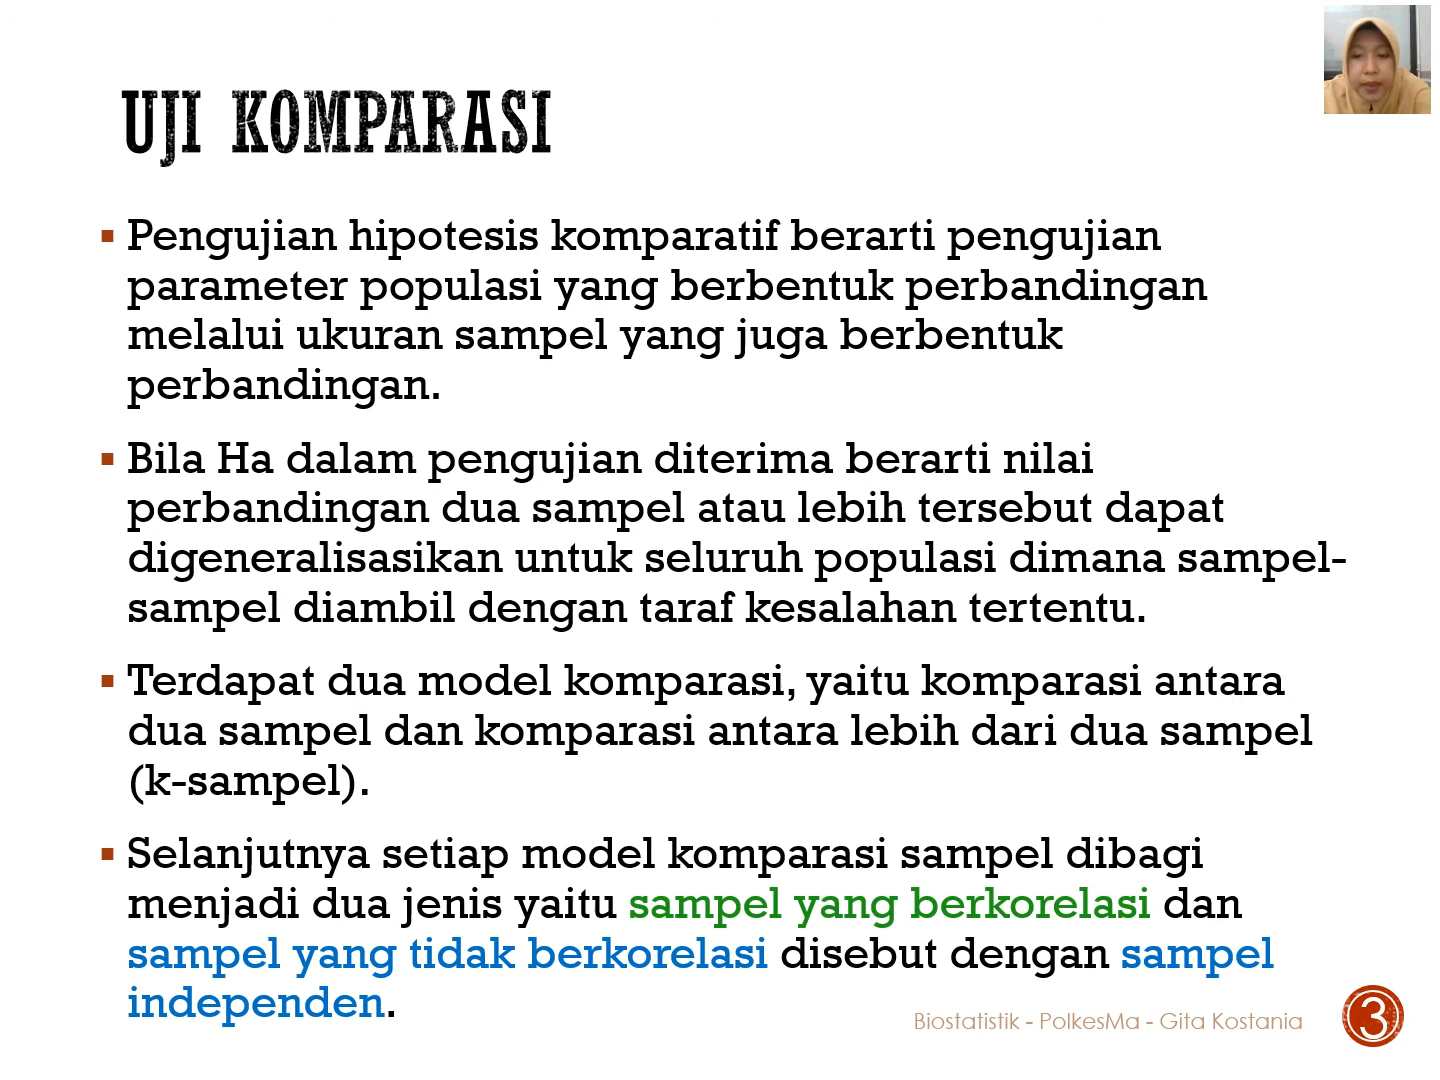 UJI KOMPARASI
▪ Pengujian hipotesis komparatif berarti pengujian
parameter populasi yang berbentuk perbandingan
melalui ukuran sampel yang juga berbentuk
perbandingan.
▪ Bila Ha dalam pengujian diterima berarti nilai
perbandingan dua sampel atau lebih tersebut dapat
digeneralisasikan untuk seluruh populasi dimana sampel-
sampel diambil dengan taraf kesalahan tertentu.
▪ Terdapat dua model komparasi, yaitu komparasi antara
dua sampel dan komparasi antara lebih dari dua sampel
(k-sampel).
▪ Selanjutnya setiap model komparasi sampel dibagi
menjadi dua jenis yaitu sampel yang berkorelasi dan
sampel yang tidak berkorelasi disebut dengan sampel
independen.
Biostatistik - PolkesMa - Gita Kostania
3